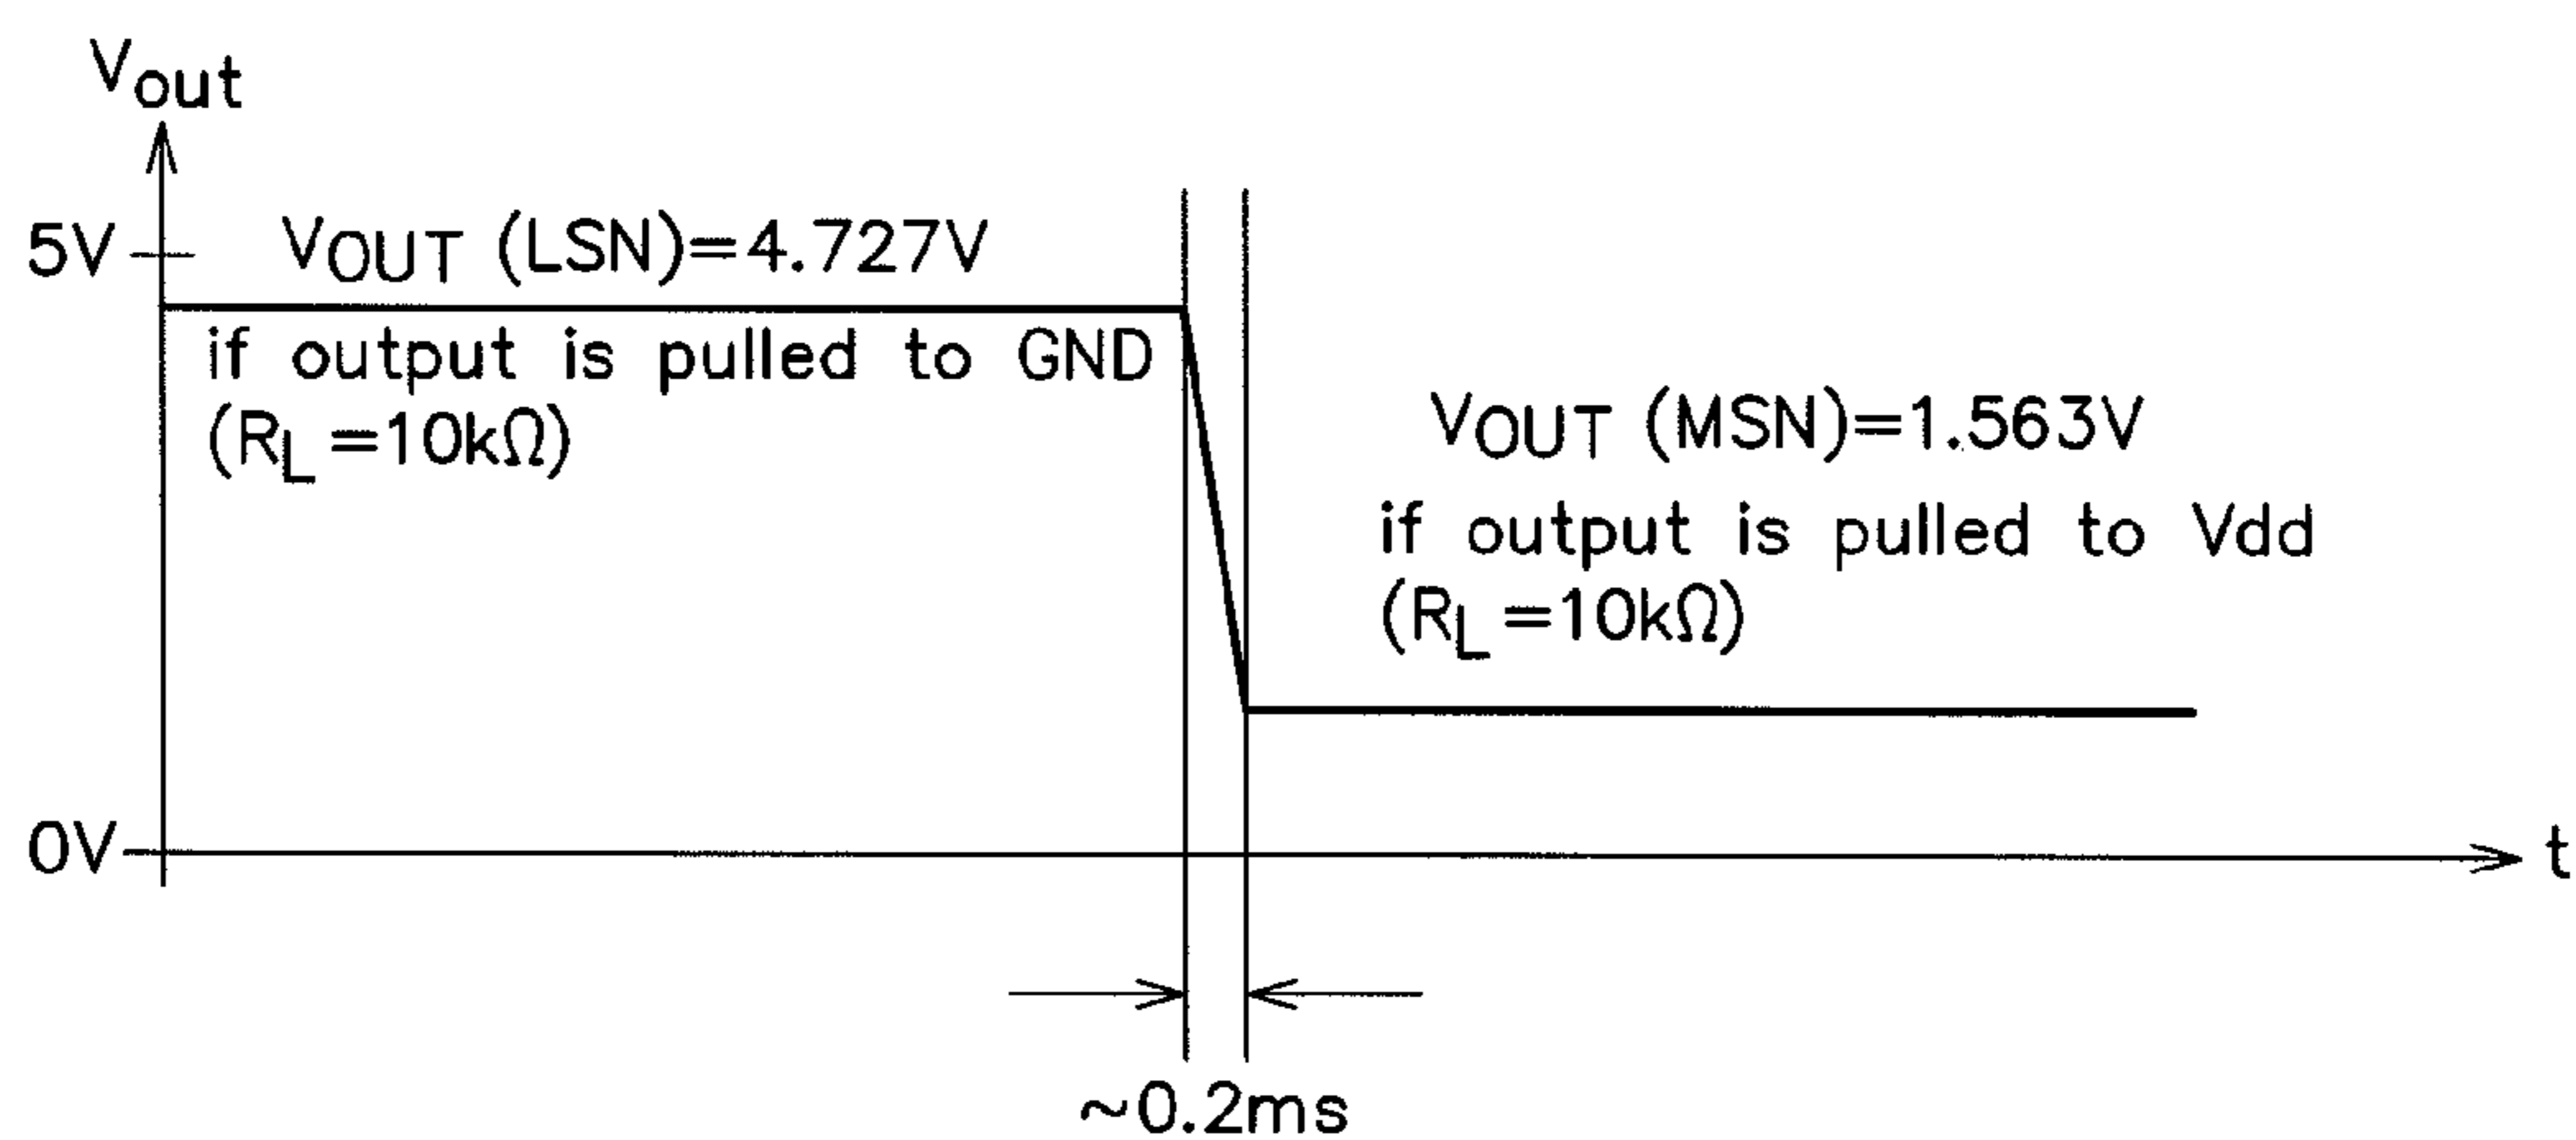 Vout
5V
VOUT (LSN)=4.727V
if output is pulled to GND
(RL=10kΩ)
VOUT (MSN)=1.563V
if output is pulled to Vdd
(RL=10kΩ)
0V
t
~0.2ms